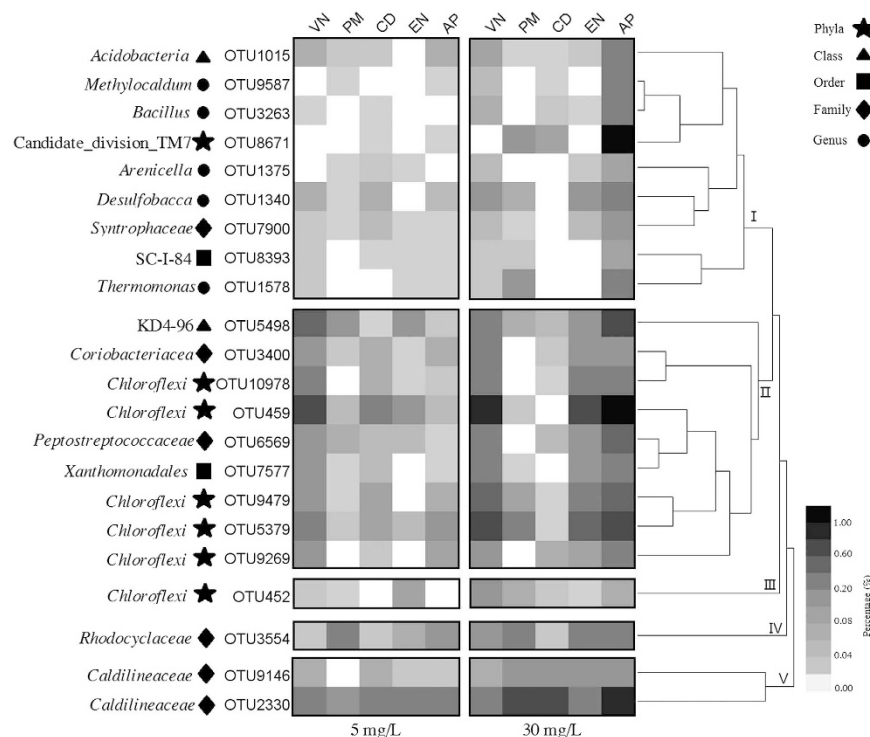 VN PM CD EN AP VN PM CD EN AP
Phyla
Class
Order
Family
Genus
Acidobacteria OTU1015
Methylocaldum OTU9587
Bacillus OTU3263
Candidate_division_TM7 OTU8671
Arenicella OTU1375
Desulfobacca OTU1340
Syntrophaceae OTU7900
SC-I-84 OTU8393
Thermomonas OTU1578
KD4-96 OTU5498
Coriobacteriacea OTU3400
Chloroflexi OTU10978
Chloroflexi OTU459
Peptostreptococcaceae OTU6569
Xanthomonadales OTU7577
Chloroflexi OTU9479
Chloroflexi OTU5379
Chloroflexi OTU9269
Chloroflexi OTU452
Rhodocyclaceae OTU3554
Caldilineaceae OTU9146
Caldilineaceae OTU2330
I
II
III
IV
V
1.00
0.60
0.20
0.04
0.00
Percentage (%)
5 mg/L 30 mg/L